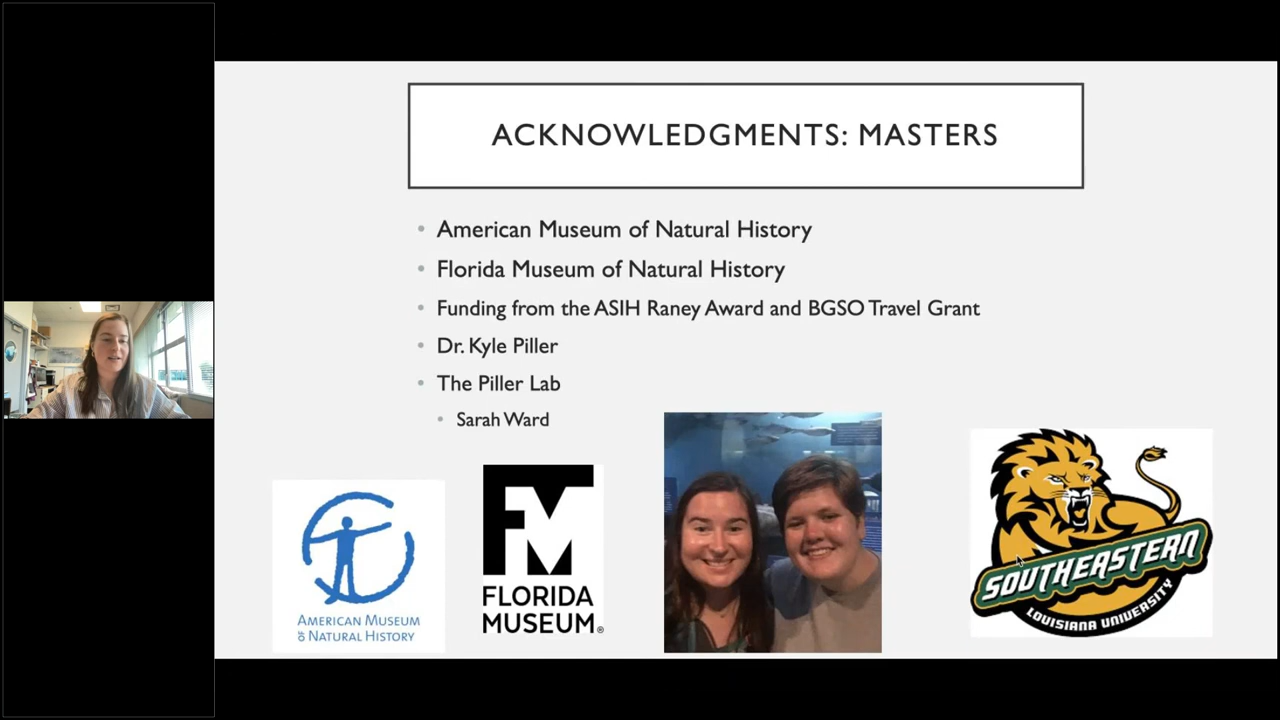 ACKNOWLEDGMENTS: MASTERS
American Museum of Natural History
Florida Museum of Natural History
Funding from the ASIH Raney Award and BGSO Travel Grant
Dr. Kyle Piller
The Piller Lab
Sarah Ward
AMERICAN MUSEUM
OF NATURAL HISTORY
FM
FLORIDA
MUSEUM®
SOUTHEASTERN
LOUISIANA UNIVERSITY